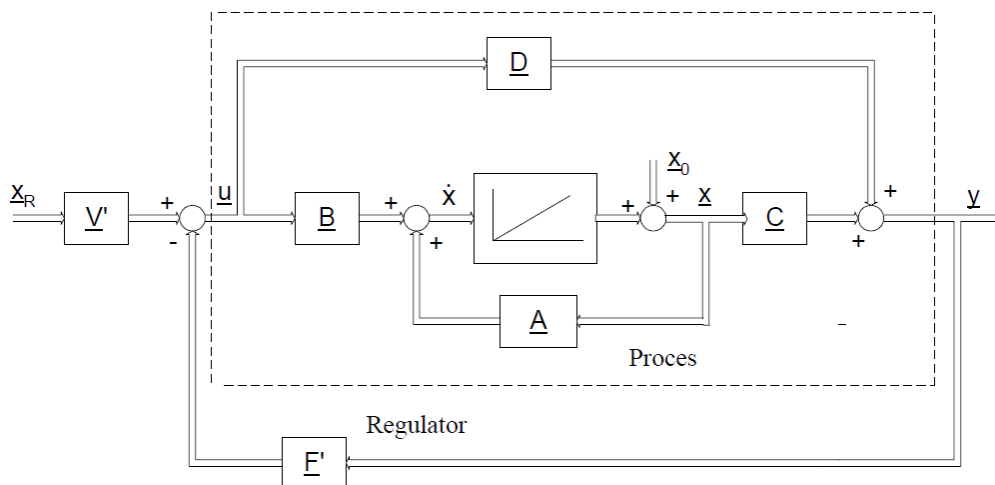 D
x_0
x_R
V'
+
-
u
B
+
+
ẋ
+
+
x
C
+
+
y
A
Proces
Regulator
F'